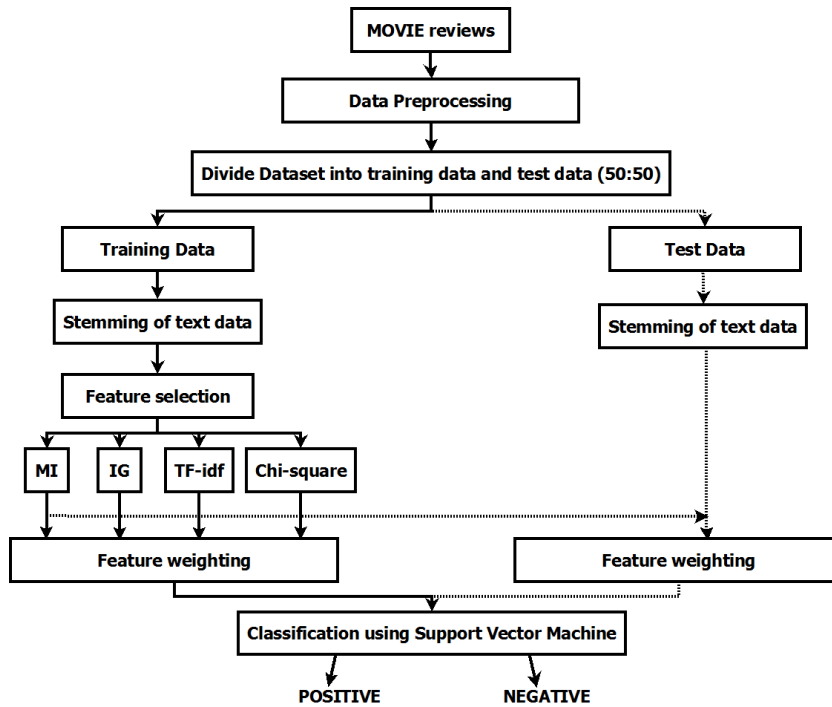 MOVIE reviews
Data Preprocessing
Divide Dataset into training data and test data (50:50)
Training Data
Test Data
Stemming of text data
Stemming of text data
Feature selection
MI
IG
TF-idf
Chi-square
Feature weighting
Feature weighting
Classification using Support Vector Machine
POSITIVE
NEGATIVE